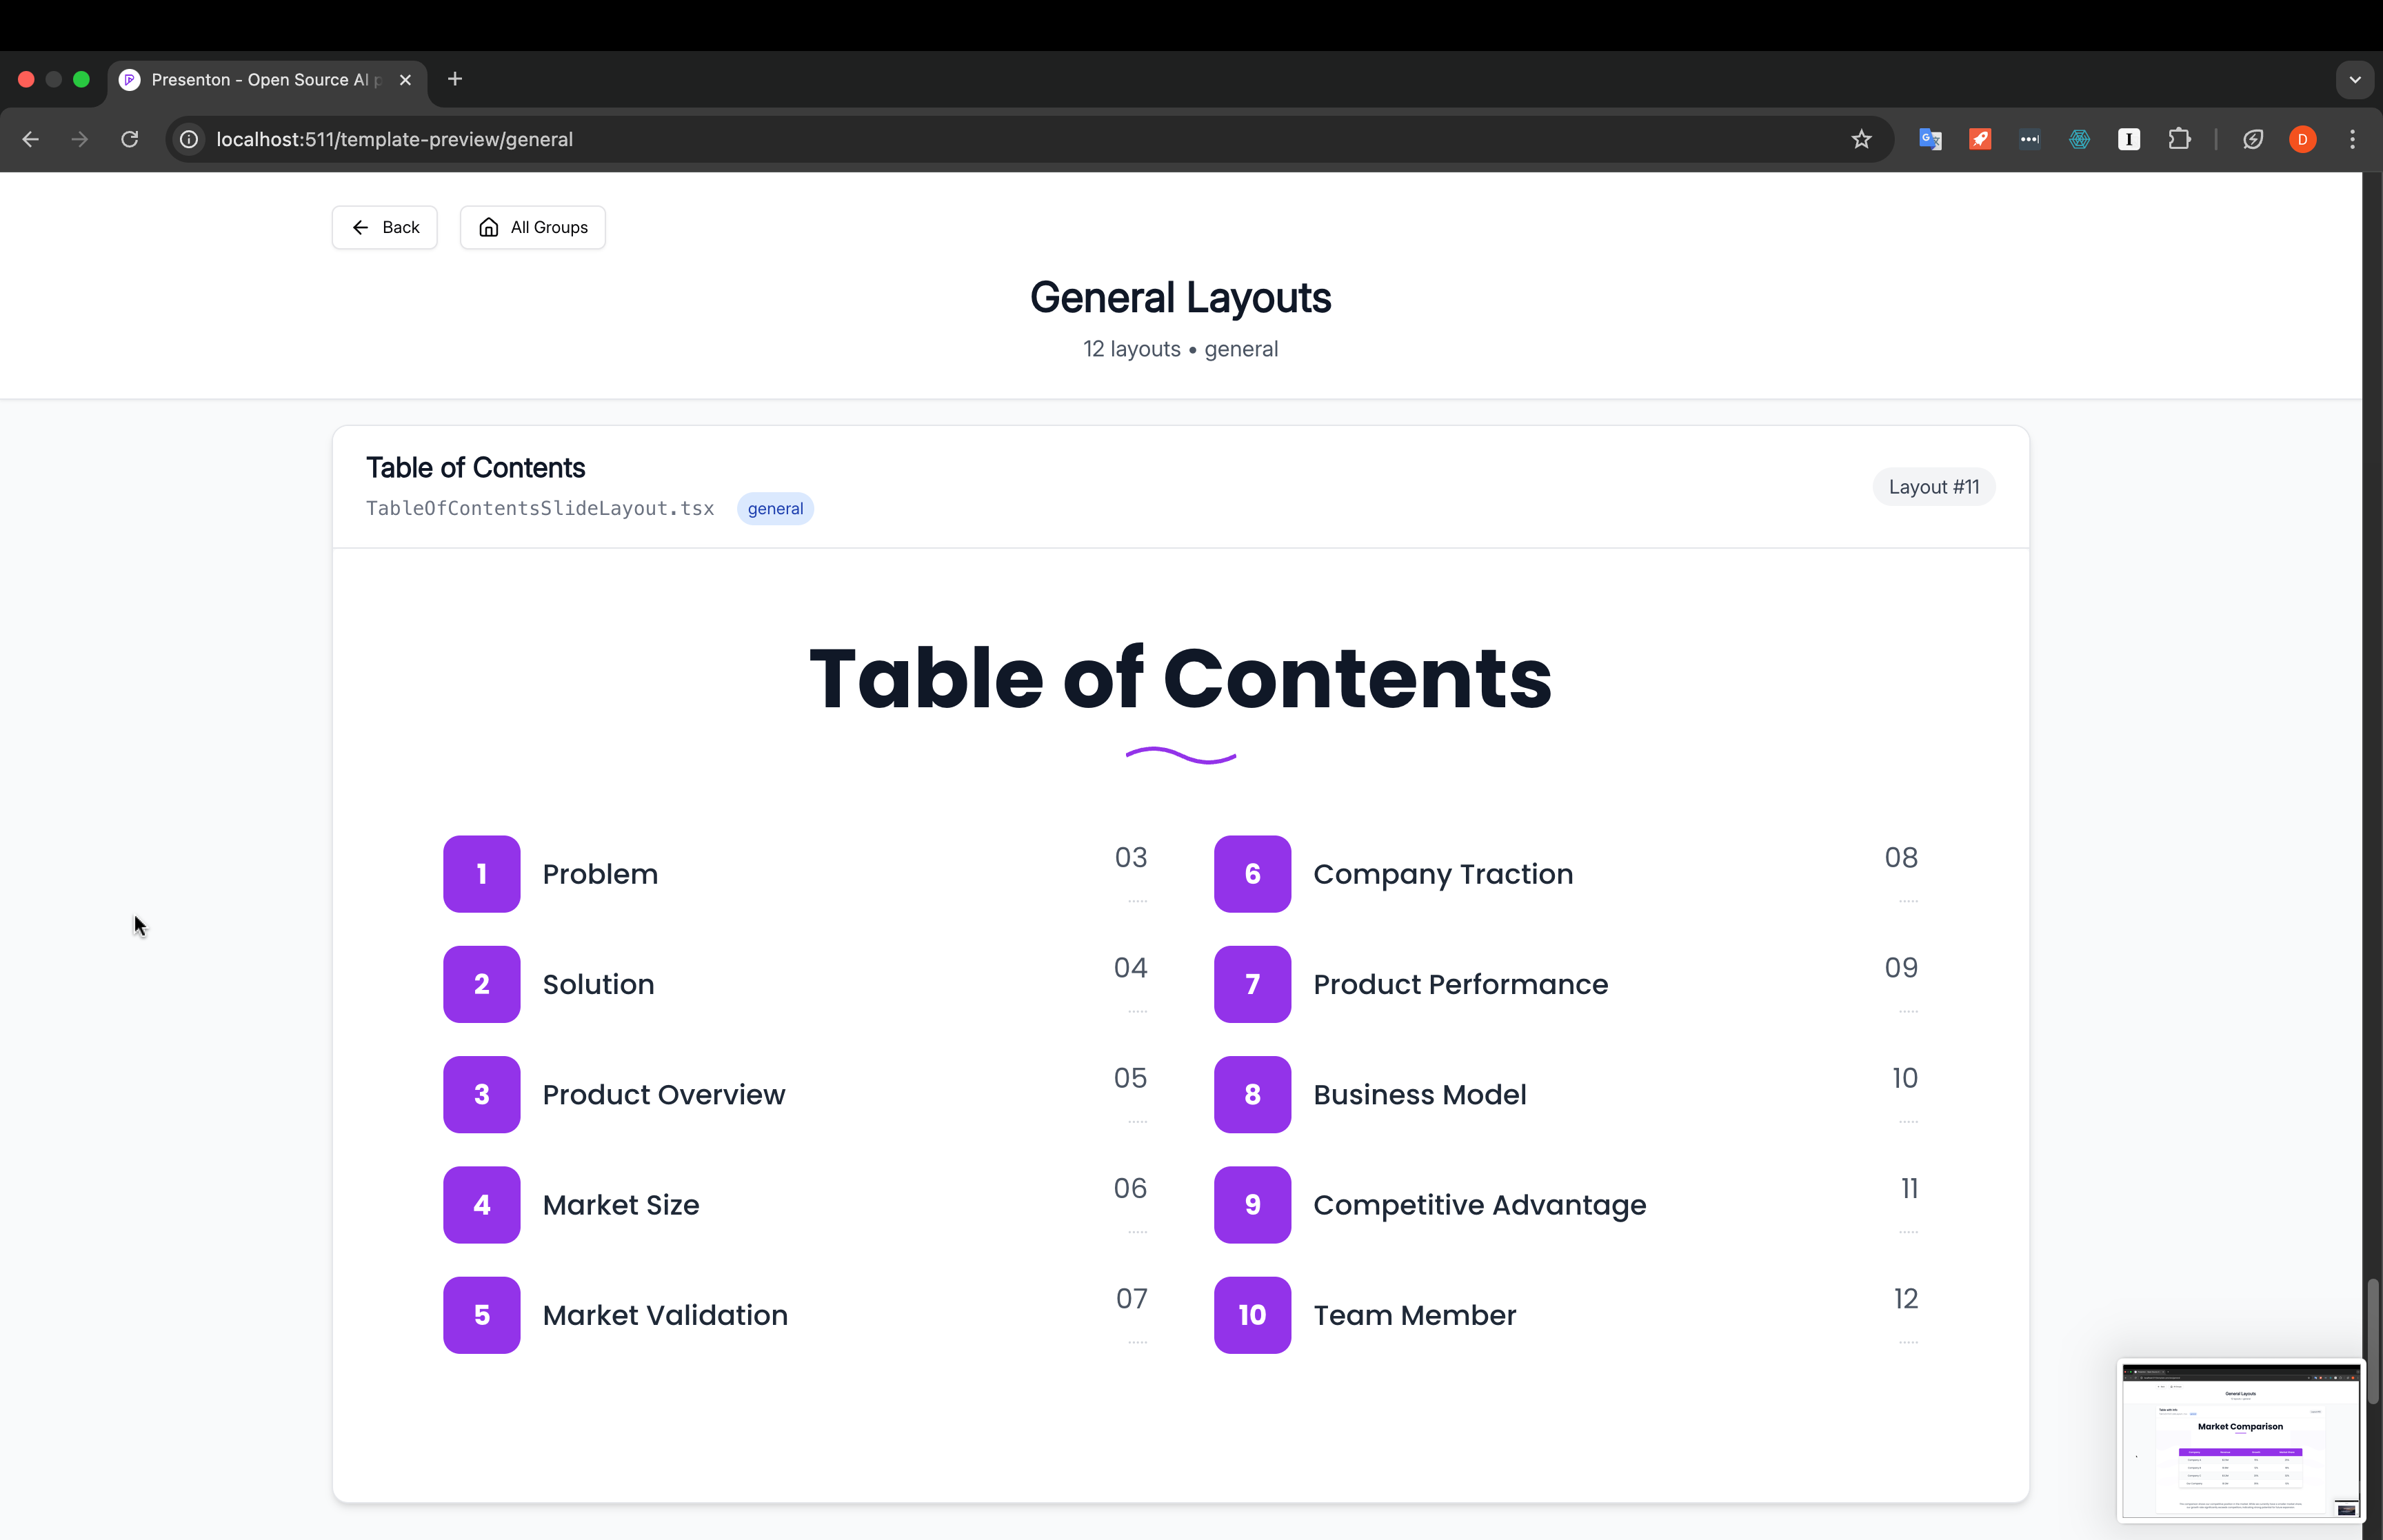 Presenton - Open Source AI p
localhost:511/template-preview/general
D
Back
All Groups
General Layouts
12 layouts • general
Table of Contents
TableOfContentsSlideLayout.tsx
general
Layout #11
Table of Contents
1 Problem 03
2 Solution 04
3 Product Overview 05
4 Market Size 06
5 Market Validation 07
6 Company Traction 08
7 Product Performance 09
8 Business Model 10
9 Competitive Advantage 11
10 Team Member 12
General Layouts
Market Comparison